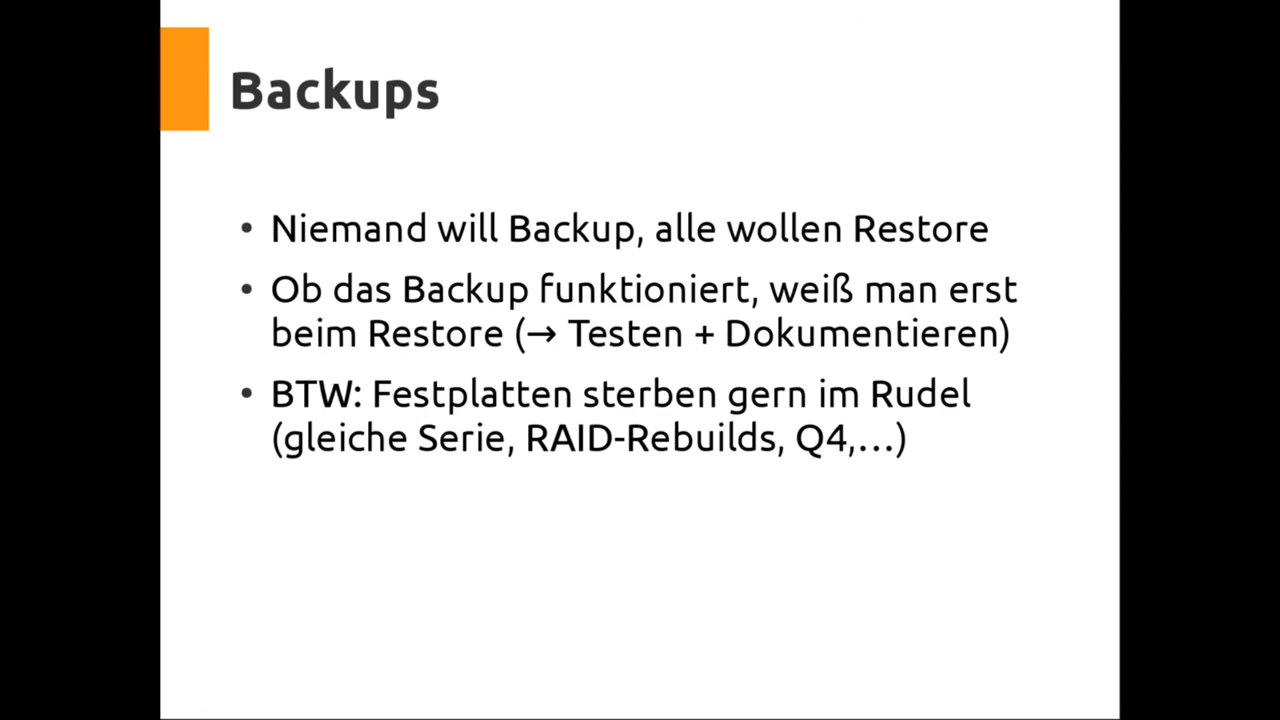 Backups
• Niemand will Backup, alle wollen Restore
• Ob das Backup funktioniert, weiß man erst
beim Restore (→ Testen + Dokumentieren)
• BTW: Festplatten sterben gern im Rudel
(gleiche Serie, RAID-Rebuilds, Q4,…)